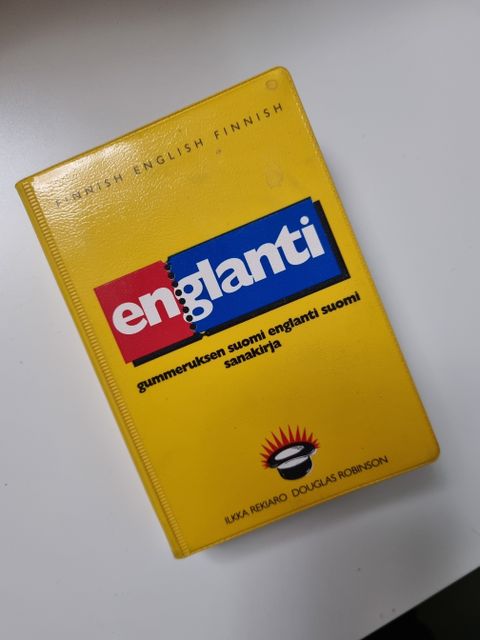 FINNISH ENGLISH FINNISH
englanti
gummeruksen suomi englanti suomi
sanakirja
ILKKA REKIARO DOUGLAS ROBINSON